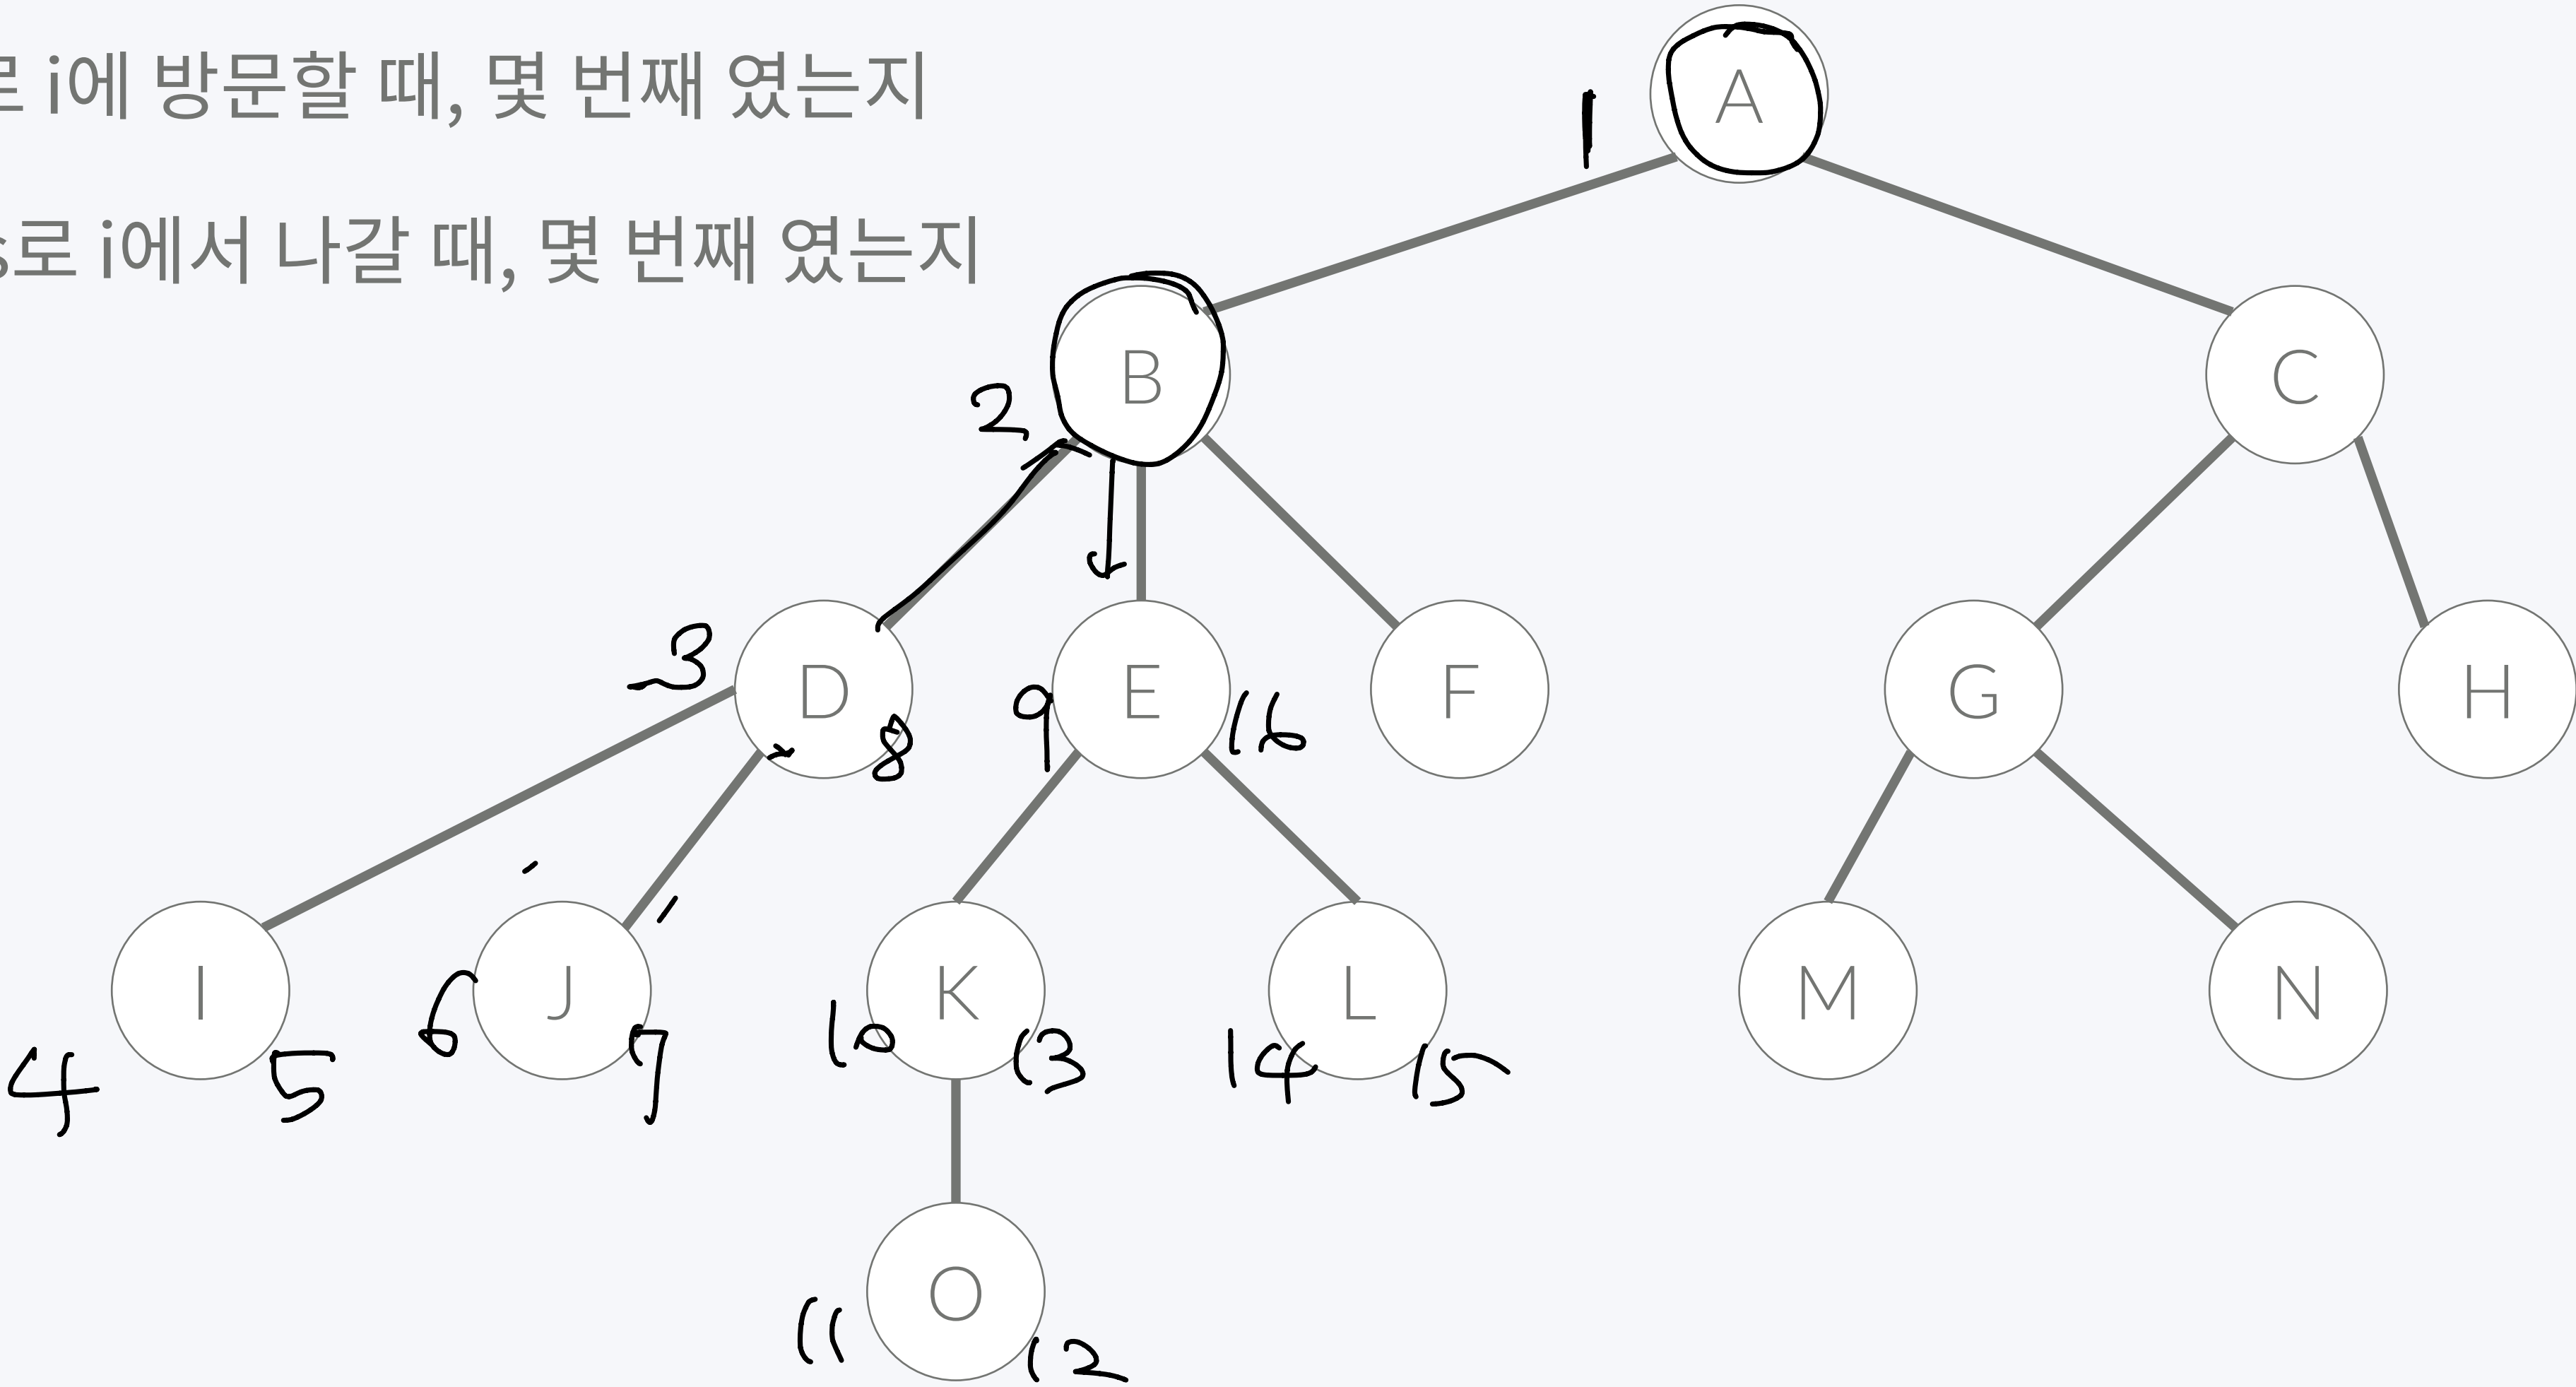 로 i에 방문할 때, 몇 번째 였는지
s로 i에서 나갈 때, 몇 번째 였는지
1 A
2 B C
3 D 8 9 E 16 F G H
4 I 5 6 J 7 10 K 13 14 L 15 M N
11 O 12